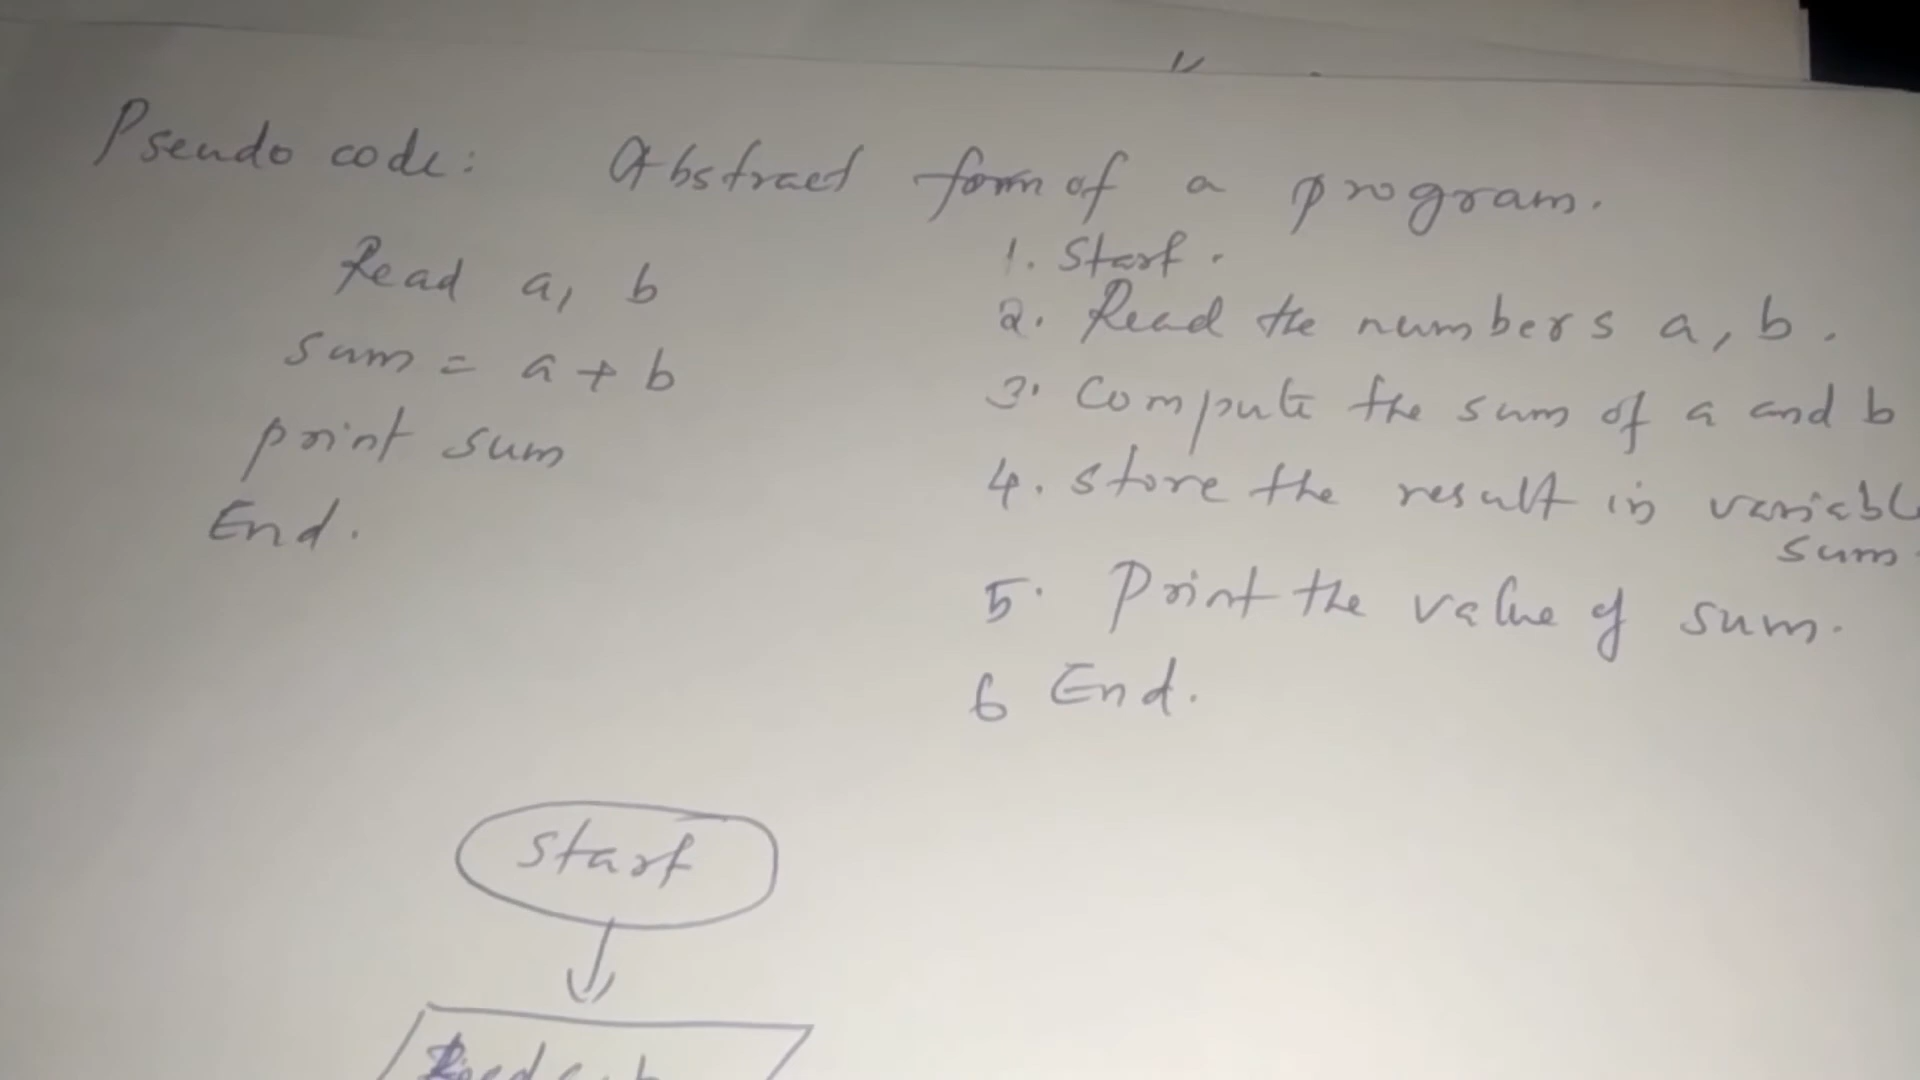 Pseudo code: Abstract form of a program.
Read a, b
sum = a + b
print sum
End.
1. Start.
2. Read the numbers a, b.
3. Compute the sum of a and b
4. store the result in variable
sum.
5. Print the value of sum.
6 End.
start
Read a, b